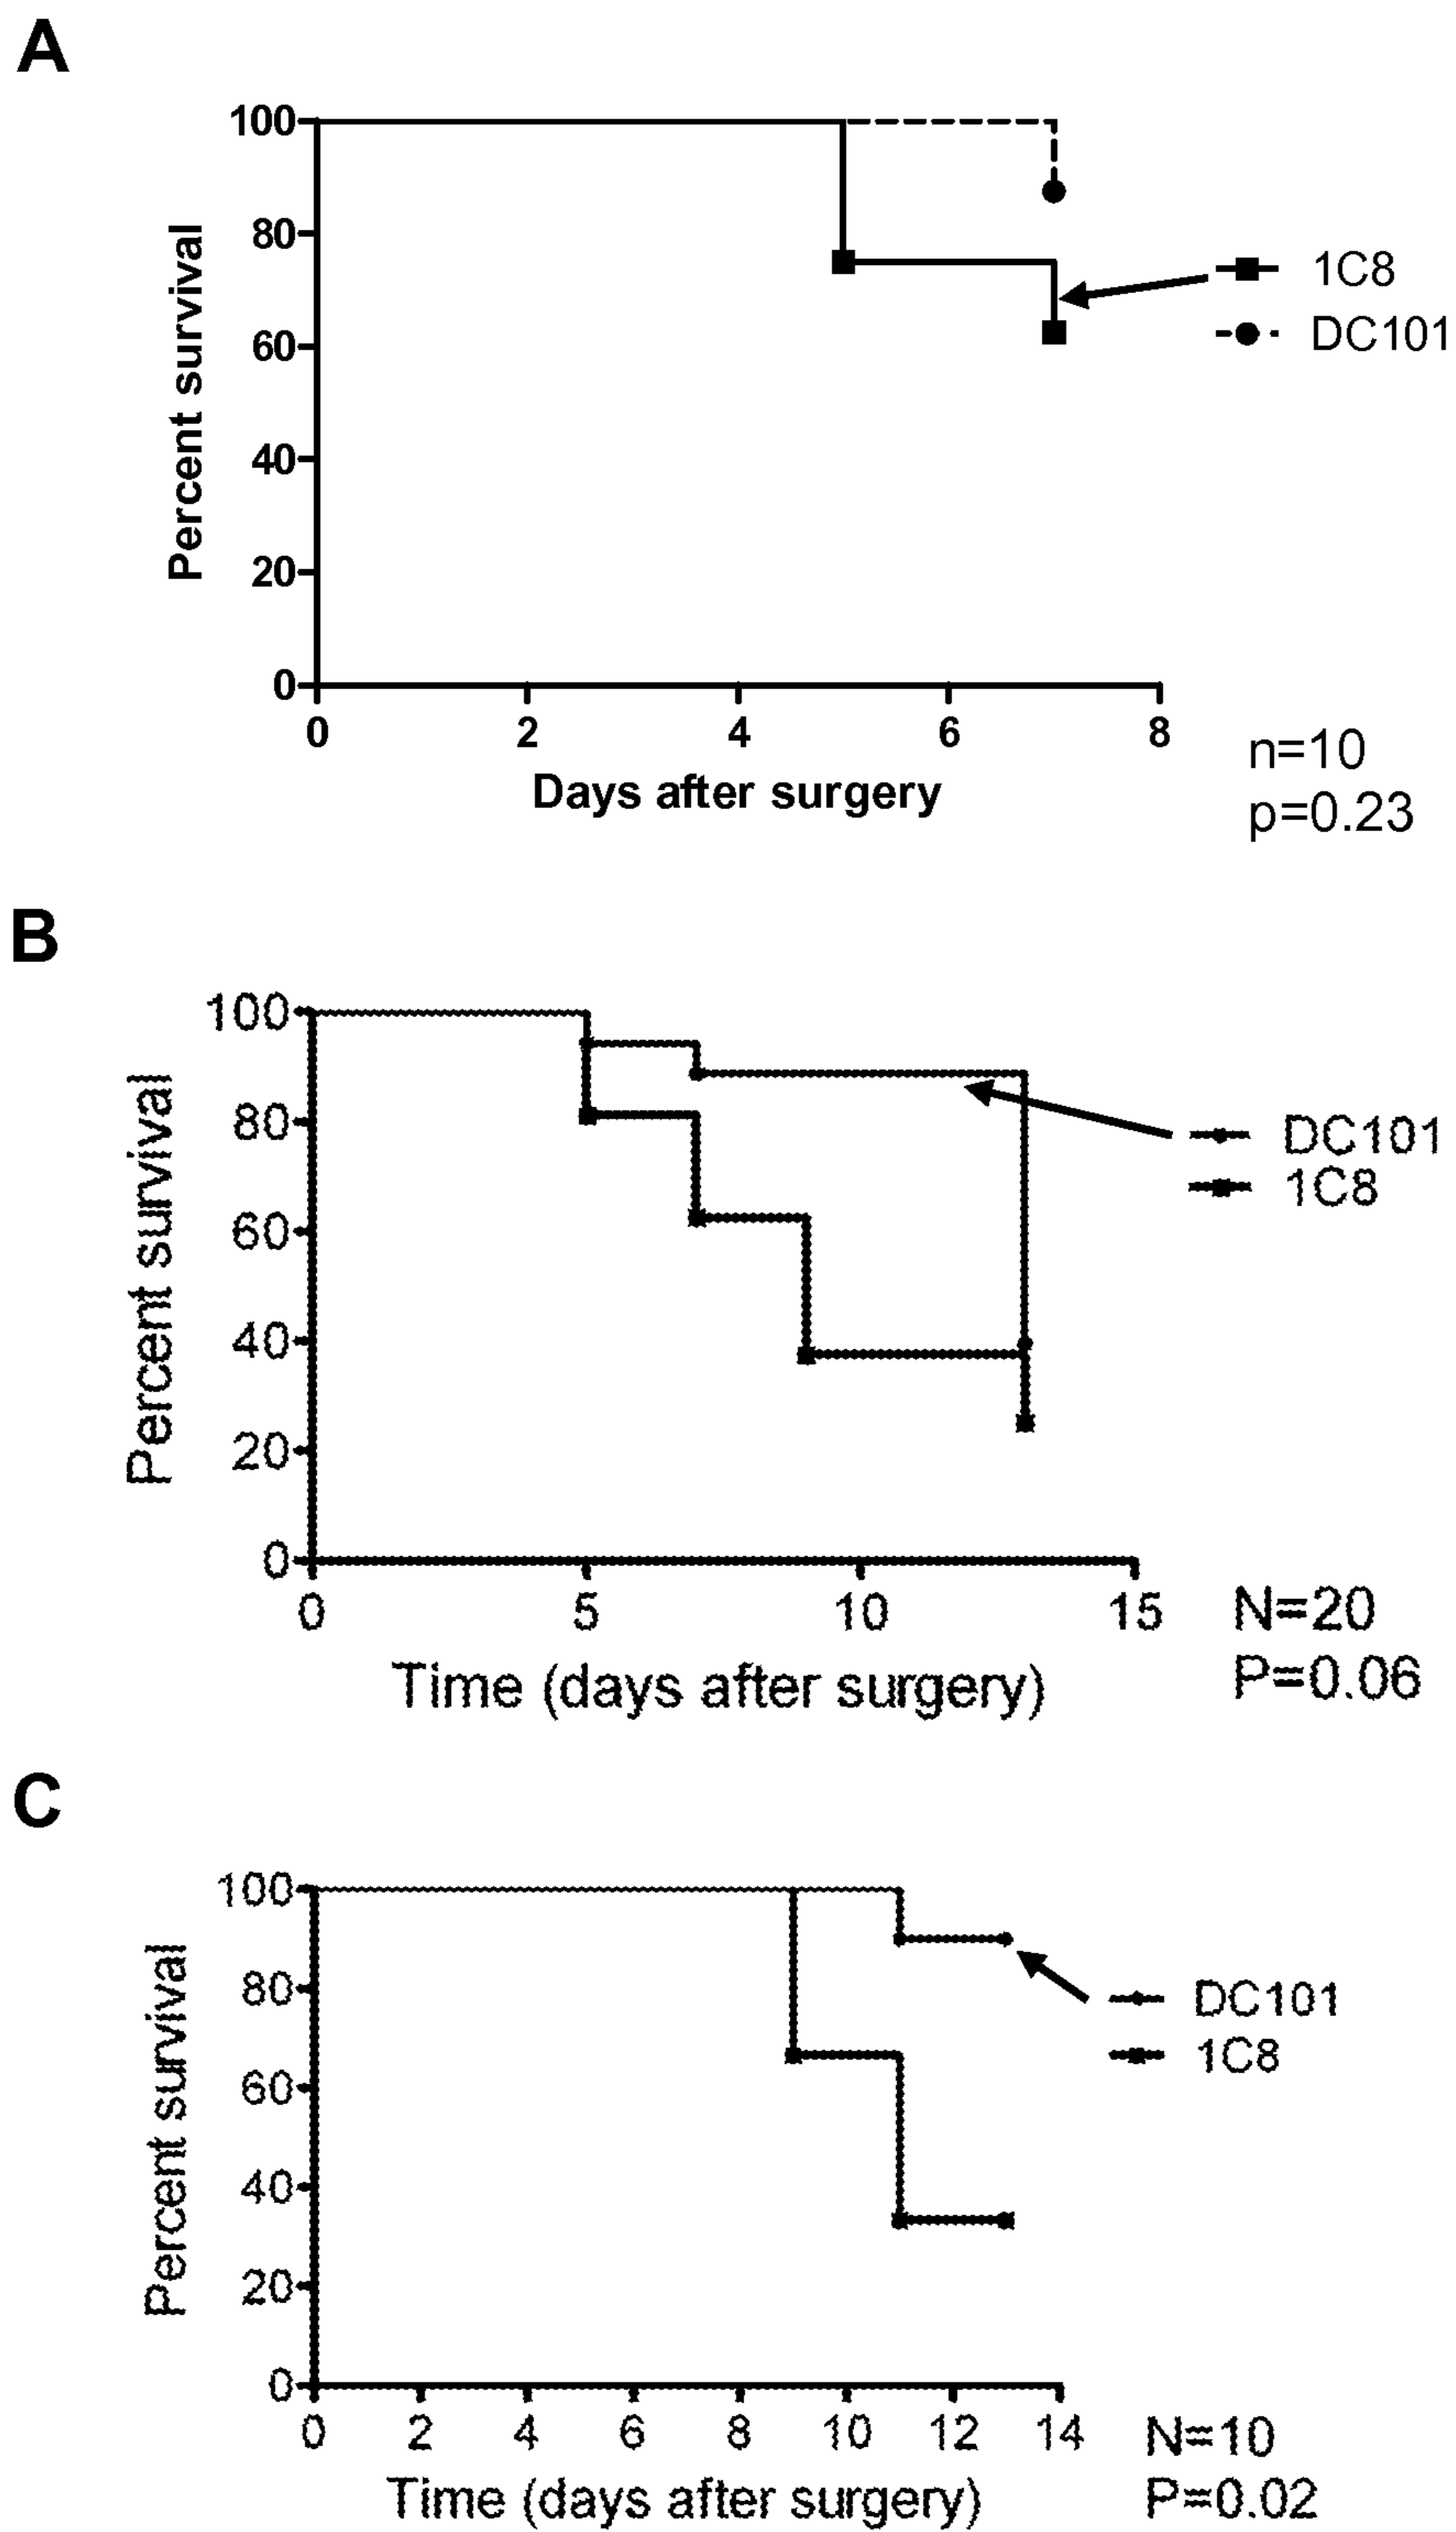 A
100
80
60
40
20
0
Percent survival
0 2 4 6 8
Days after surgery
1C8
DC101
n=10
p=0.23
B
100
80
60
40
20
0
Percent survival
0 5 10 15
Time (days after surgery)
DC101
1C8
N=20
P=0.06
C
100
80
60
40
20
0
Percent survival
0 2 4 6 8 10 12 14
Time (days after surgery)
DC101
1C8
N=10
P=0.02